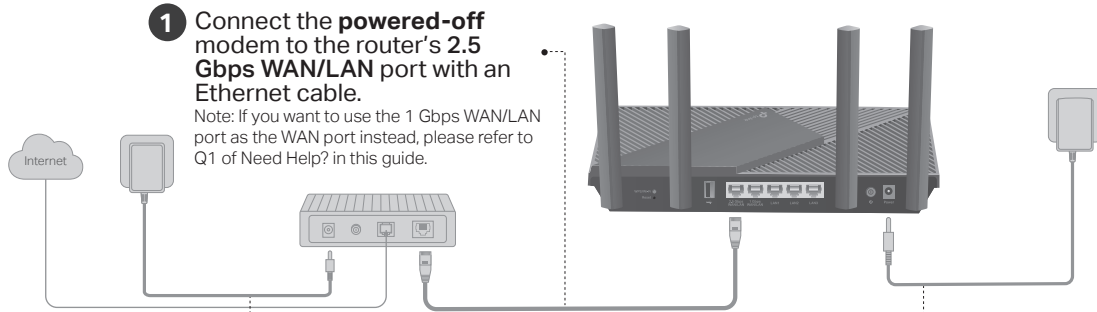 1
Connect the powered-off
modem to the router's 2.5
Gbps WAN/LAN port with an
Ethernet cable.
Note: If you want to use the 1 Gbps WAN/LAN
port as the WAN port instead, please refer to
Q1 of Need Help? in this guide.
Internet